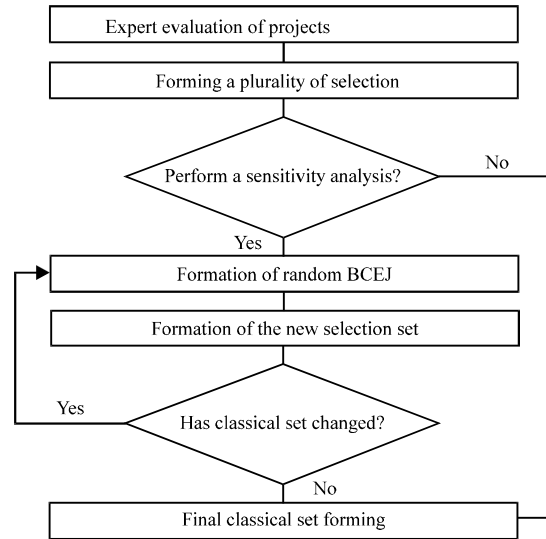 Expert evaluation of projects
Forming a plurality of selection
Perform a sensitivity analysis?
No
Yes
Formation of random BCEJ
Formation of the new selection set
Yes
Has classical set changed?
No
Final classical set forming